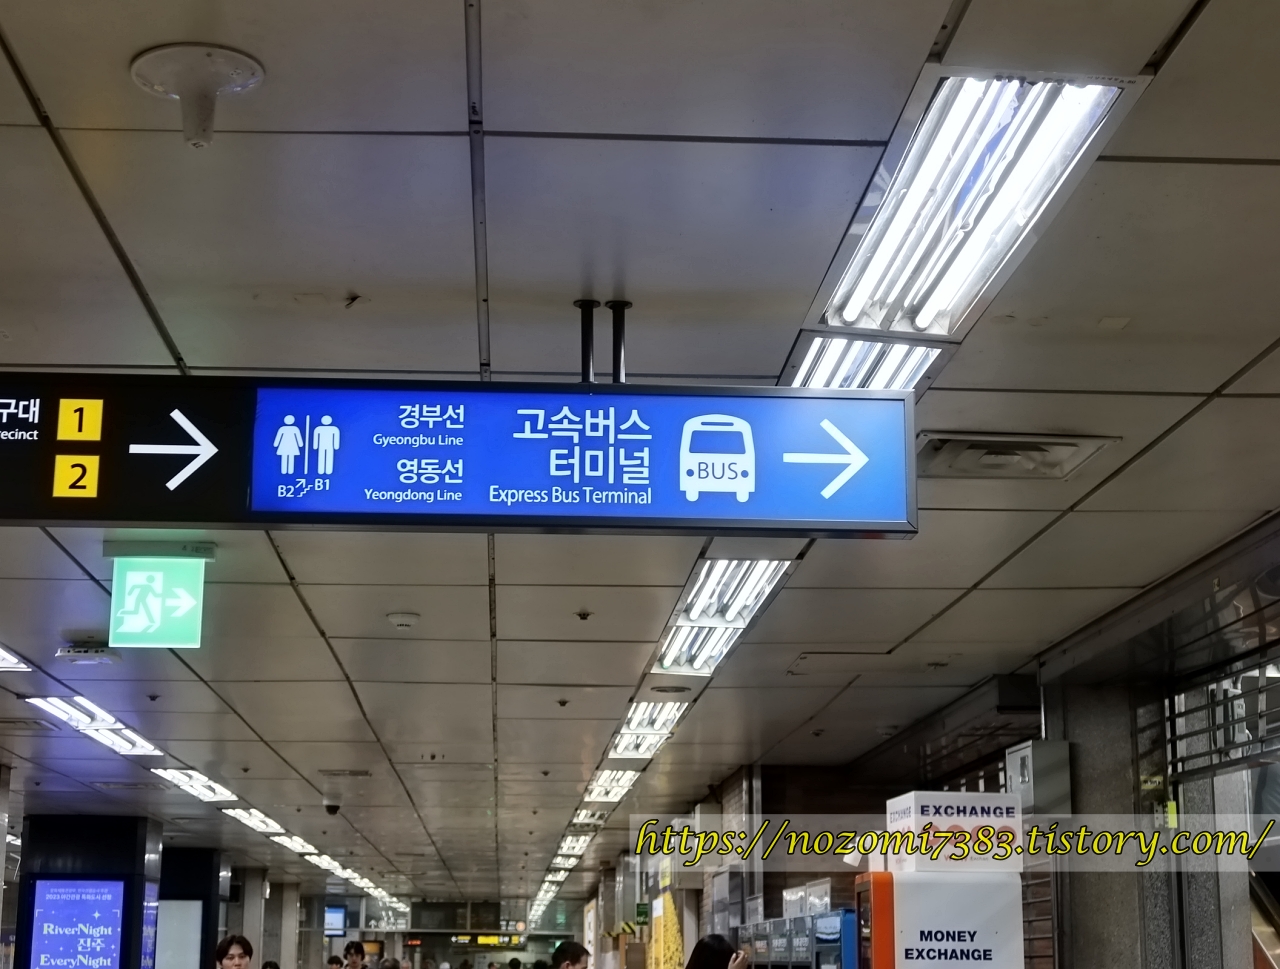 구대
1
recinct
2
경부선
Gyeongbu Line
영동선
Yeongdong Line
B2 B1
고속버스
터미널
Express Bus Terminal
BUS
EXCHANGE
https://nozomi7383.tistory.com/
RiverNight
진주
EveryNight
MONEY
EXCHANGE